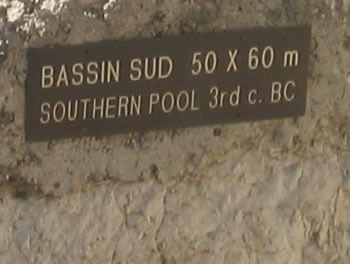 BASSIN SUD 50 X 60 m
SOUTHERN POOL 3rd c. BC